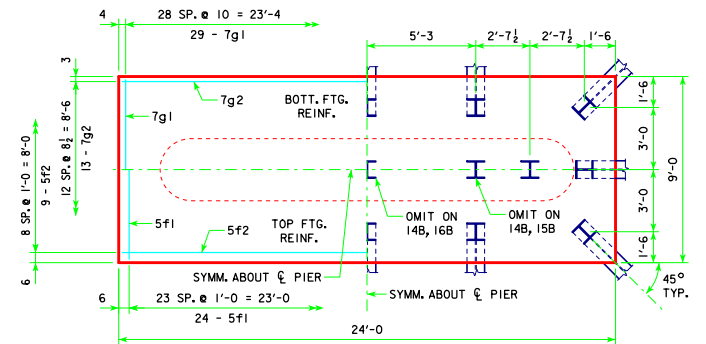 4
28 SP. @ 10 = 23'-4
29 - 7g1
5'-3
2'-7½
2'-7½
1'-6
3
7g2
BOTT. FTG.
REINF.
7g1
1'-6
3'-0
9'-0
3'-0
1'-6
8 SP. @ 1'-0 = 8'-0
9 - 5f2
12 SP. @ 8½ = 8'-6
13 - 7g2
5f1
TOP FTG.
REINF.
5f2
OMIT ON
14B, 16B
OMIT ON
14B, 15B
6
SYMM. ABOUT ℄ PIER
SYMM. ABOUT ℄ PIER
45°
TYP.
6
23 SP. @ 1'-0 = 23'-0
24 - 5f1
24'-0